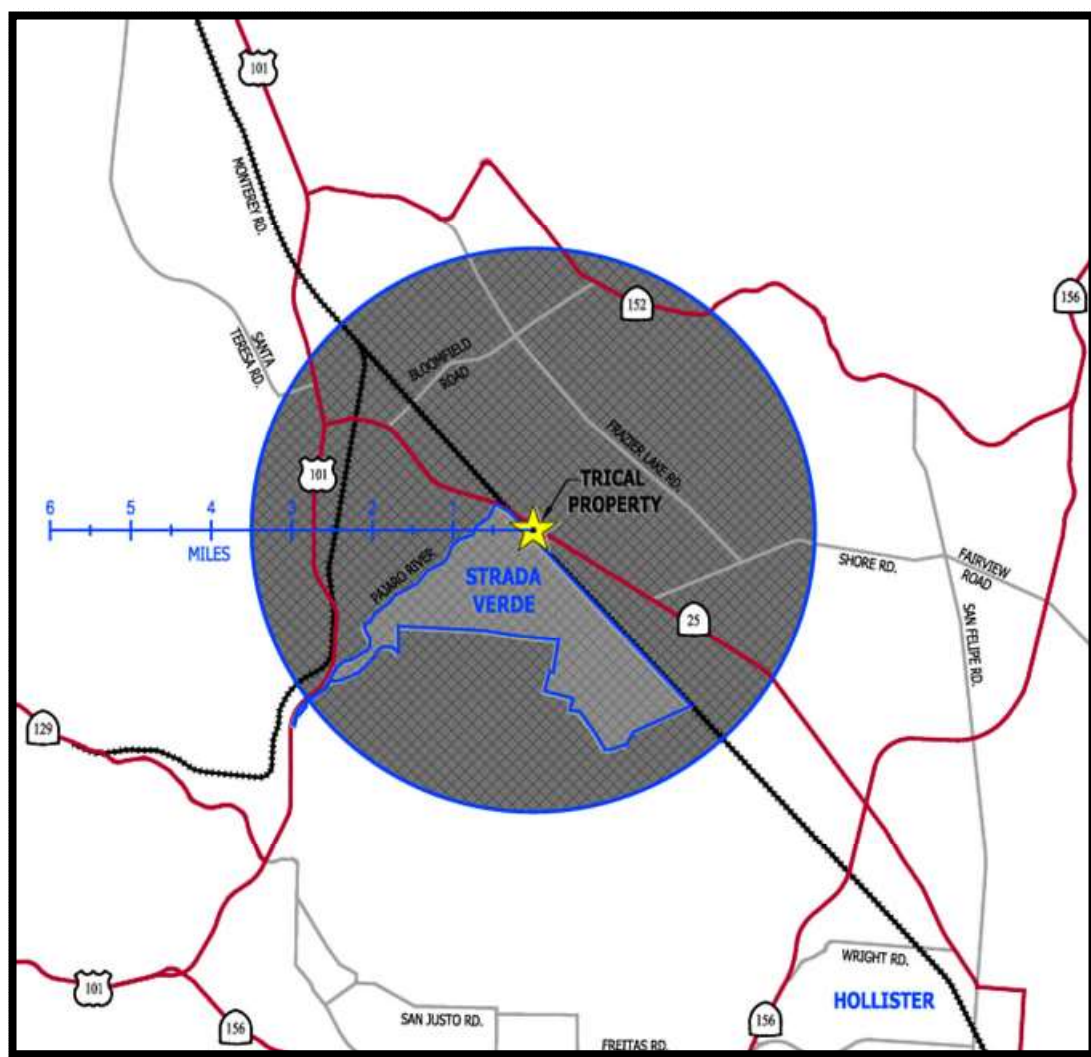 101
MONTEREY RD.
152
156
SANTA
TERESA RD.
BLOOMFIELD
ROAD
FRAZIER LAKE RD.
101
TRICAL
PROPERTY
6
5
4
3
2
1
MILES
PAJARO RIVER
STRADA
VERDE
SHORE RD.
FAIRVIEW
ROAD
25
SAN FELIPE RD.
129
WRIGHT RD.
HOLLISTER
101
156
SAN JUSTO RD.
156
FREITAS RD.